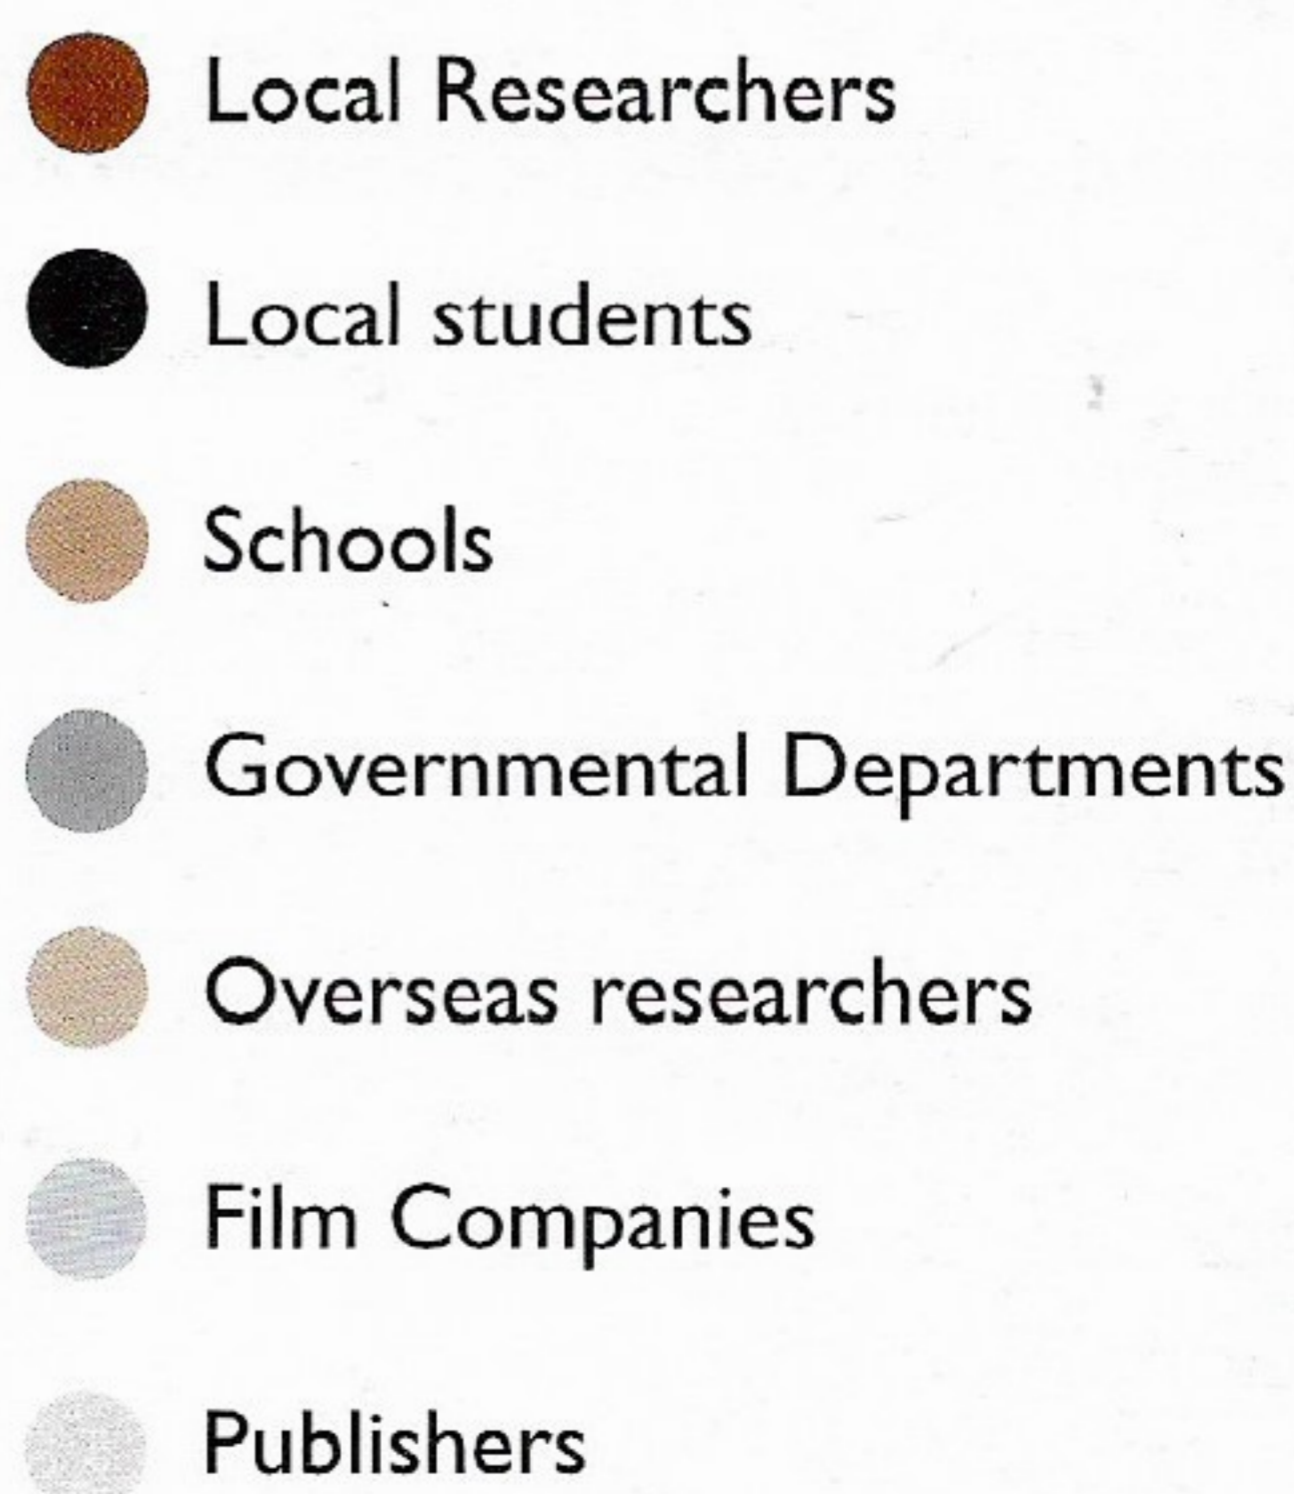 Local Researchers
Local students
Schools
Governmental Departments
Overseas researchers
Film Companies
Publishers